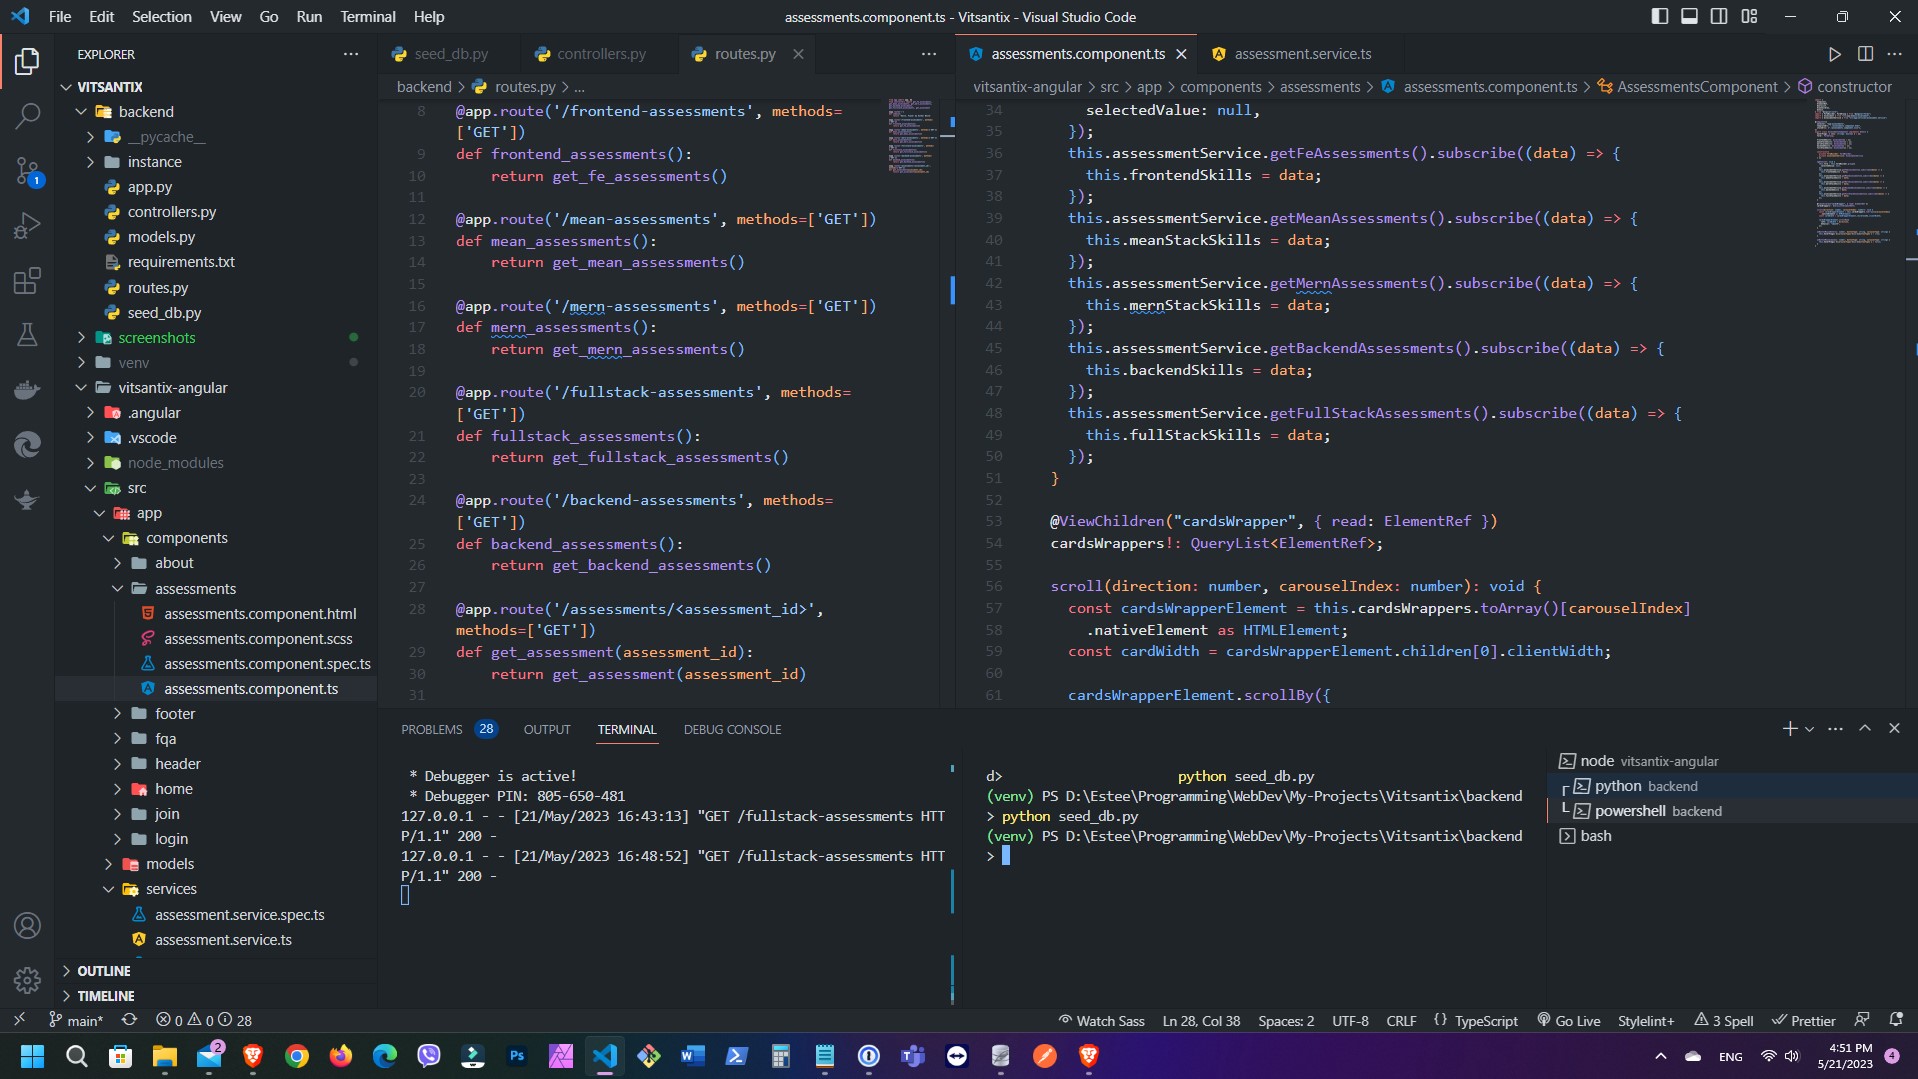 File Edit Selection View Go Run Terminal Help
assessments.component.ts - Vitsantix - Visual Studio Code
EXPLORER
VITSANTIX
backend
__pycache__
instance
app.py
controllers.py
models.py
requirements.txt
routes.py
seed_db.py
screenshots
venv
vitsantix-angular
.angular
.vscode
node_modules
src
app
components
about
assessments
assessments.component.html
assessments.component.scss
assessments.component.spec.ts
assessments.component.ts
footer
fqa
header
home
join
login
models
services
assessment.service.spec.ts
assessment.service.ts
OUTLINE
TIMELINE
1
seed_db.py controllers.py routes.py
backend > routes.py > ...
8 @app.route('/frontend-assessments', methods=
['GET'])
9 def frontend_assessments():
10 return get_fe_assessments()
11
12 @app.route('/mean-assessments', methods=['GET'])
13 def mean_assessments():
14 return get_mean_assessments()
15
16 @app.route('/mern-assessments', methods=['GET'])
17 def mern_assessments():
18 return get_mern_assessments()
19
20 @app.route('/fullstack-assessments', methods=
['GET'])
21 def fullstack_assessments():
22 return get_fullstack_assessments()
23
24 @app.route('/backend-assessments', methods=
['GET'])
25 def backend_assessments():
26 return get_backend_assessments()
27
28 @app.route('/assessments/<assessment_id>',
methods=['GET'])
29 def get_assessment(assessment_id):
30 return get_assessment(assessment_id)
31
assessments.component.ts assessment.service.ts
vitsantix-angular > src > app > components > assessments > assessments.component.ts > AssessmentsComponent > constructor
34 selectedValue: null,
35 });
36 this.assessmentService.getFeAssessments().subscribe((data) => {
37 this.frontendSkills = data;
38 });
39 this.assessmentService.getMeanAssessments().subscribe((data) => {
40 this.meanStackSkills = data;
41 });
42 this.assessmentService.getMernAssessments().subscribe((data) => {
43 this.mernStackSkills = data;
44 });
45 this.assessmentService.getBackendAssessments().subscribe((data) => {
46 this.backendSkills = data;
47 });
48 this.assessmentService.getFullStackAssessments().subscribe((data) => {
49 this.fullStackSkills = data;
50 });
51 }
52
53 @ViewChildren("cardsWrapper", { read: ElementRef })
54 cardsWrappers!: QueryList<ElementRef>;
55
56 scroll(direction: number, carouselIndex: number): void {
57 const cardsWrapperElement = this.cardsWrappers.toArray()[carouselIndex]
58 .nativeElement as HTMLElement;
59 const cardWidth = cardsWrapperElement.children[0].clientWidth;
60
61 cardsWrapperElement.scrollBy({
PROBLEMS 28 OUTPUT TERMINAL DEBUG CONSOLE
* Debugger is active!
* Debugger PIN: 805-650-481
127.0.0.1 - - [21/May/2023 16:43:13] "GET /fullstack-assessments HTT
P/1.1" 200 -
127.0.0.1 - - [21/May/2023 16:48:52] "GET /fullstack-assessments HTT
P/1.1" 200 -
d> python seed_db.py
(venv) PS D:\Estee\Programming\WebDev\My-Projects\Vitsantix\backend
> python seed_db.py
(venv) PS D:\Estee\Programming\WebDev\My-Projects\Vitsantix\backend
>
node vitsantix-angular
python backend
powershell backend
bash
main* 0 0 28
Watch Sass Ln 28, Col 38 Spaces: 2 UTF-8 CRLF {} TypeScript Go Live Stylelint+ 3 Spell Prettier
2
Ps
ENG
4:51 PM
5/21/2023
4